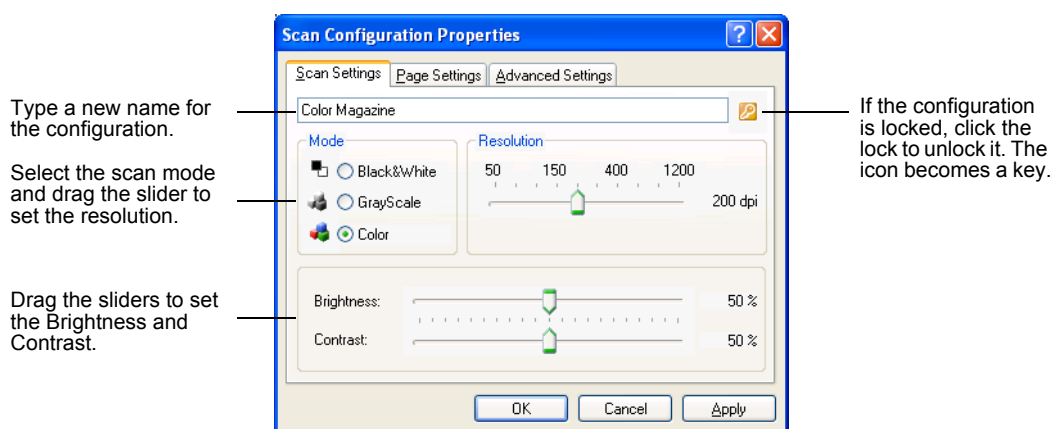 Scan Configuration Properties
Scan Settings Page Settings Advanced Settings
Type a new name for
the configuration.
Color Magazine
If the configuration
is locked, click the
lock to unlock it. The
icon becomes a key.
Select the scan mode
and drag the slider to
set the resolution.
Mode
Black&White
GrayScale
Color
Resolution
50 150 400 1200
200 dpi
Drag the sliders to set
the Brightness and
Contrast.
Brightness: 50 %
Contrast: 50 %
OK Cancel Apply